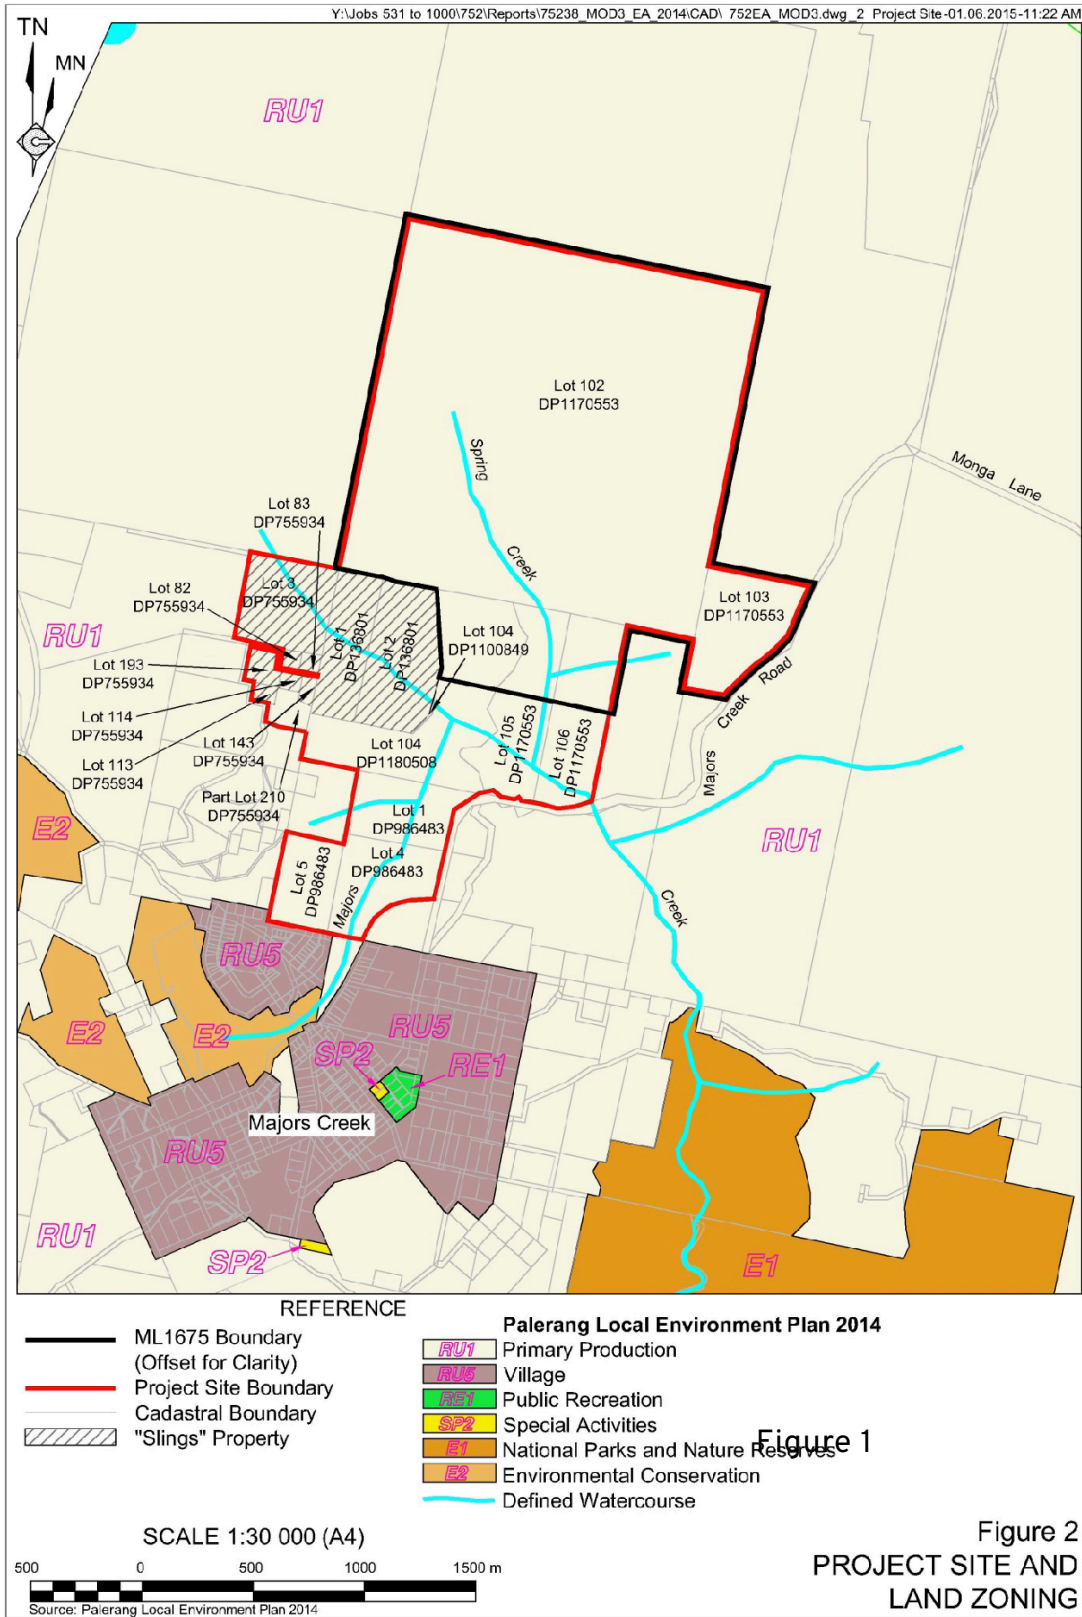 Y:\Jobs 531 to 1000\752\Reports\75238_MOD3_EA_2014\CAD\ 752EA_MOD3.dwg_2 Project Site-01.06.2015-11:22 AM
TN
MN
RU1
Lot 102
DP1170553
Spring
Creek
Monga Lane
Lot 83
DP755934
Lot 82
DP755934
Lot 3
DP755934
Lot 1
DP136801
Lot 2
DP136801
Lot 104
DP1100849
Lot 103
DP1170553
RU1
Lot 193
DP755934
Lot 114
DP755934
Lot 113
DP755934
Lot 143
DP755934
Part Lot 210
DP755934
Lot 104
DP1180508
Lot 105
DP1170553
Lot 106
DP1170553
Majors
Creek
Road
Lot 1
DP986483
Lot 4
DP986483
Lot 5
DP986483
Majors
Creek
RU1
E2
RU5
E2
E2
RU5
SP2
RE1
Majors Creek
RU5
RU1
SP2
E1
REFERENCE
ML1675 Boundary
(Offset for Clarity)
Project Site Boundary
Cadastral Boundary
"Slings" Property
Palerang Local Environment Plan 2014
RU1 Primary Production
RU5 Village
RE1 Public Recreation
SP2 Special Activities
E1 National Parks and Nature Reserves
E2 Environmental Conservation
Defined Watercourse
Figure 1
SCALE 1:30 000 (A4)
500 0 500 1000 1500 m
Source: Palerang Local Environment Plan 2014
Figure 2
PROJECT SITE AND
LAND ZONING